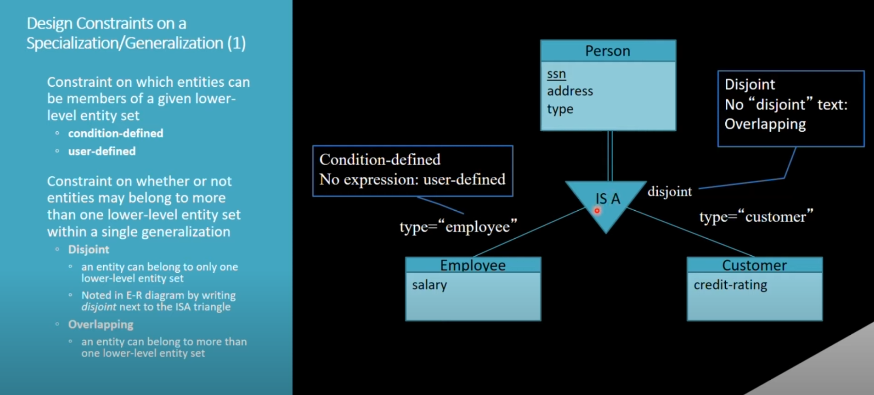 Design Constraints on a
Specialization/Generalization (1)
Constraint on which entities can
be members of a given lower-
level entity set
▫ condition-defined
▫ user-defined
Constraint on whether or not
entities may belong to more
than one lower-level entity set
within a single generalization
▫ Disjoint
▫ an entity can belong to only one
lower-level entity set
▫ Noted in E-R diagram by writing
disjoint next to the ISA triangle
▫ Overlapping
▫ an entity can belong to more than
one lower-level entity set
Person
ssn
address
type
Disjoint
No “disjoint” text:
Overlapping
Condition-defined
No expression: user-defined
IS A
disjoint
type=“employee”
type=“customer”
Employee
salary
Customer
credit-rating